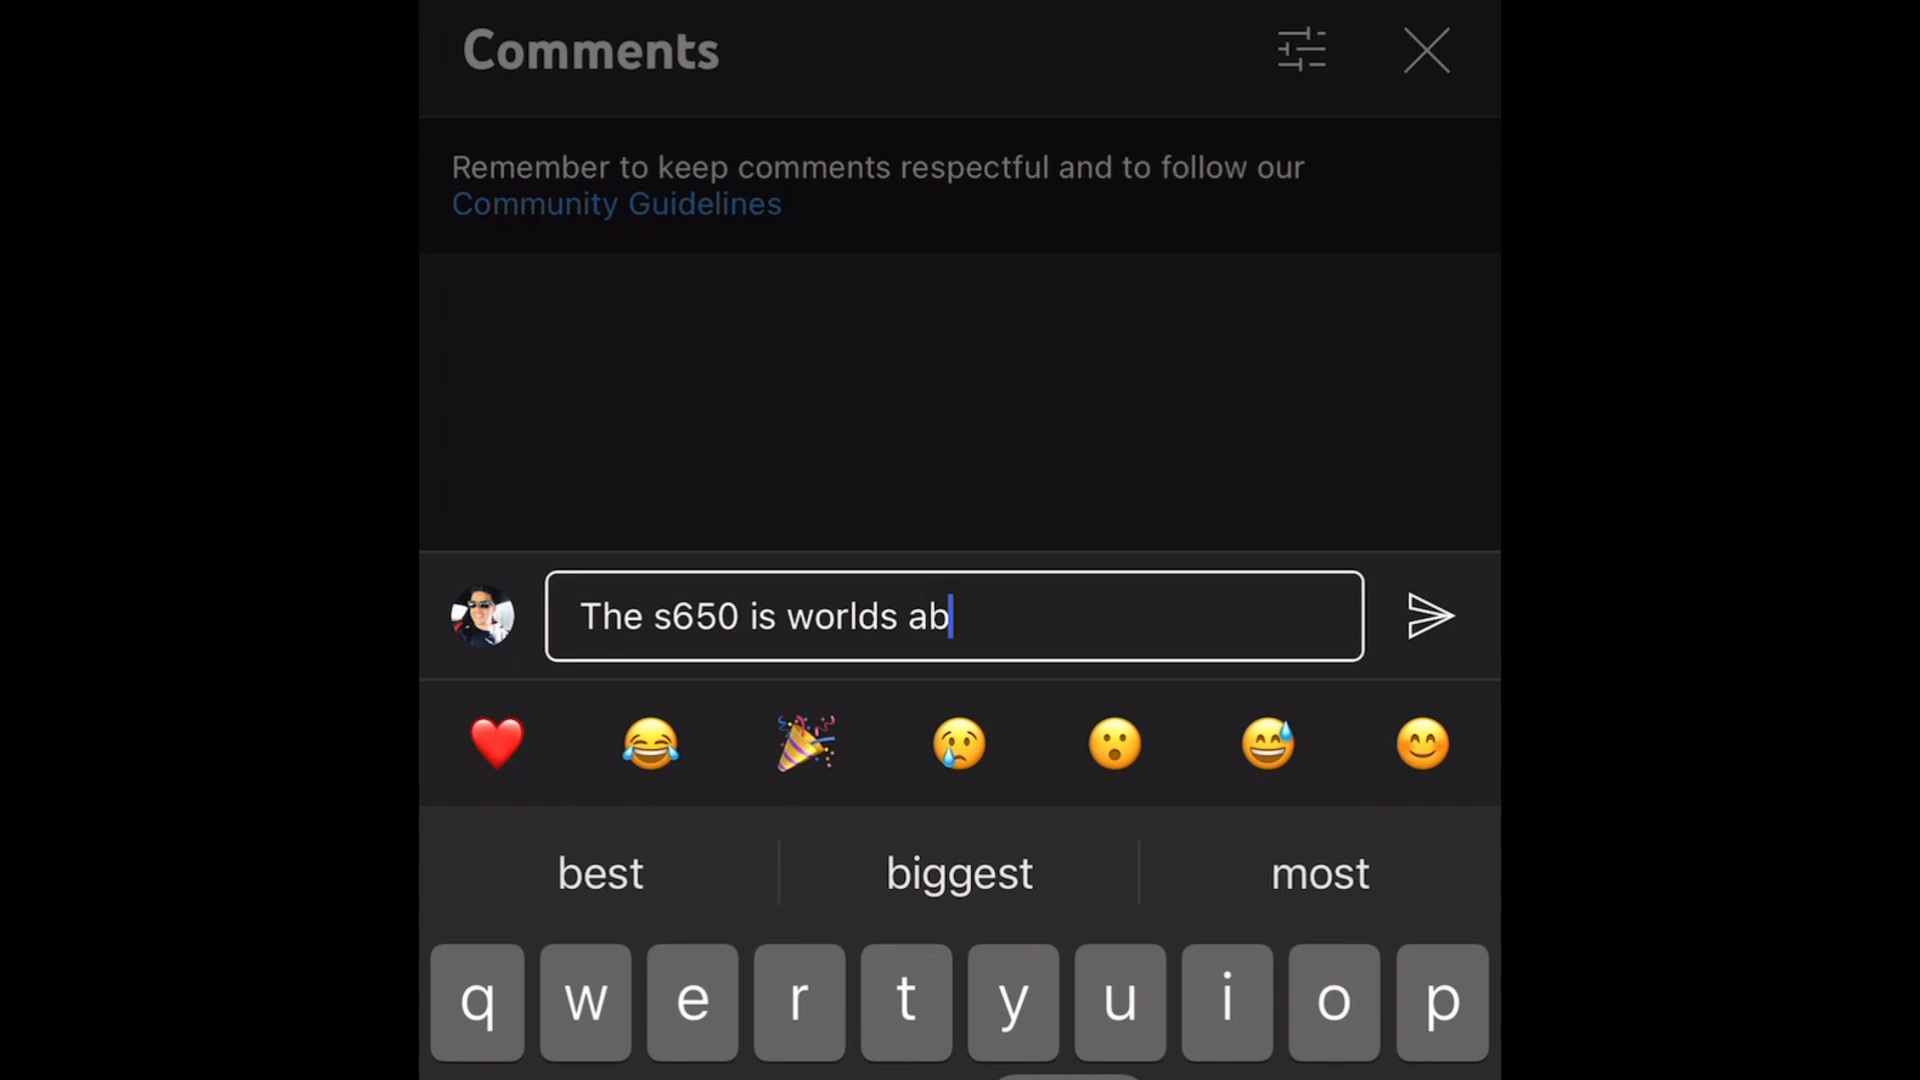 Comments
Remember to keep comments respectful and to follow our
Community Guidelines
The s650 is worlds ab
best biggest most
q w e r t y u i o p